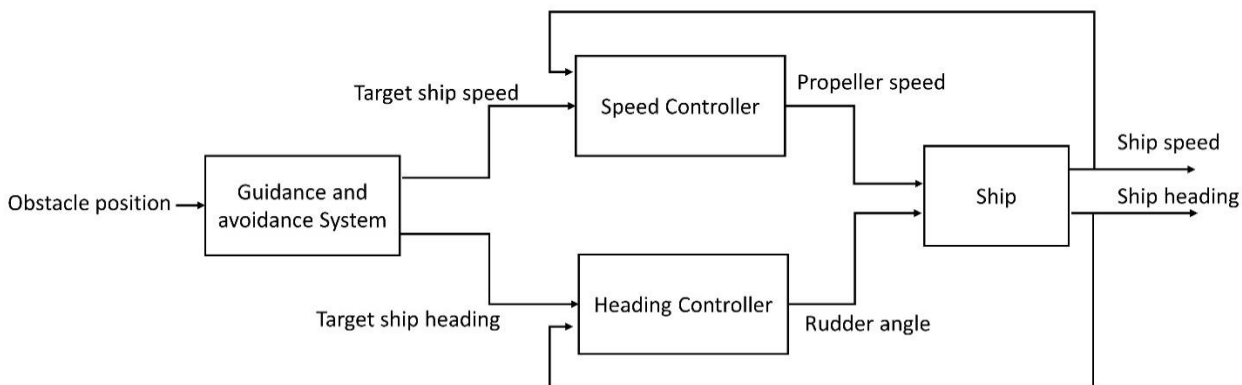 Target ship speed
Speed Controller
Propeller speed
Obstacle position
Guidance and
avoidance System
Ship
Ship speed
Ship heading
Target ship heading
Heading Controller
Rudder angle